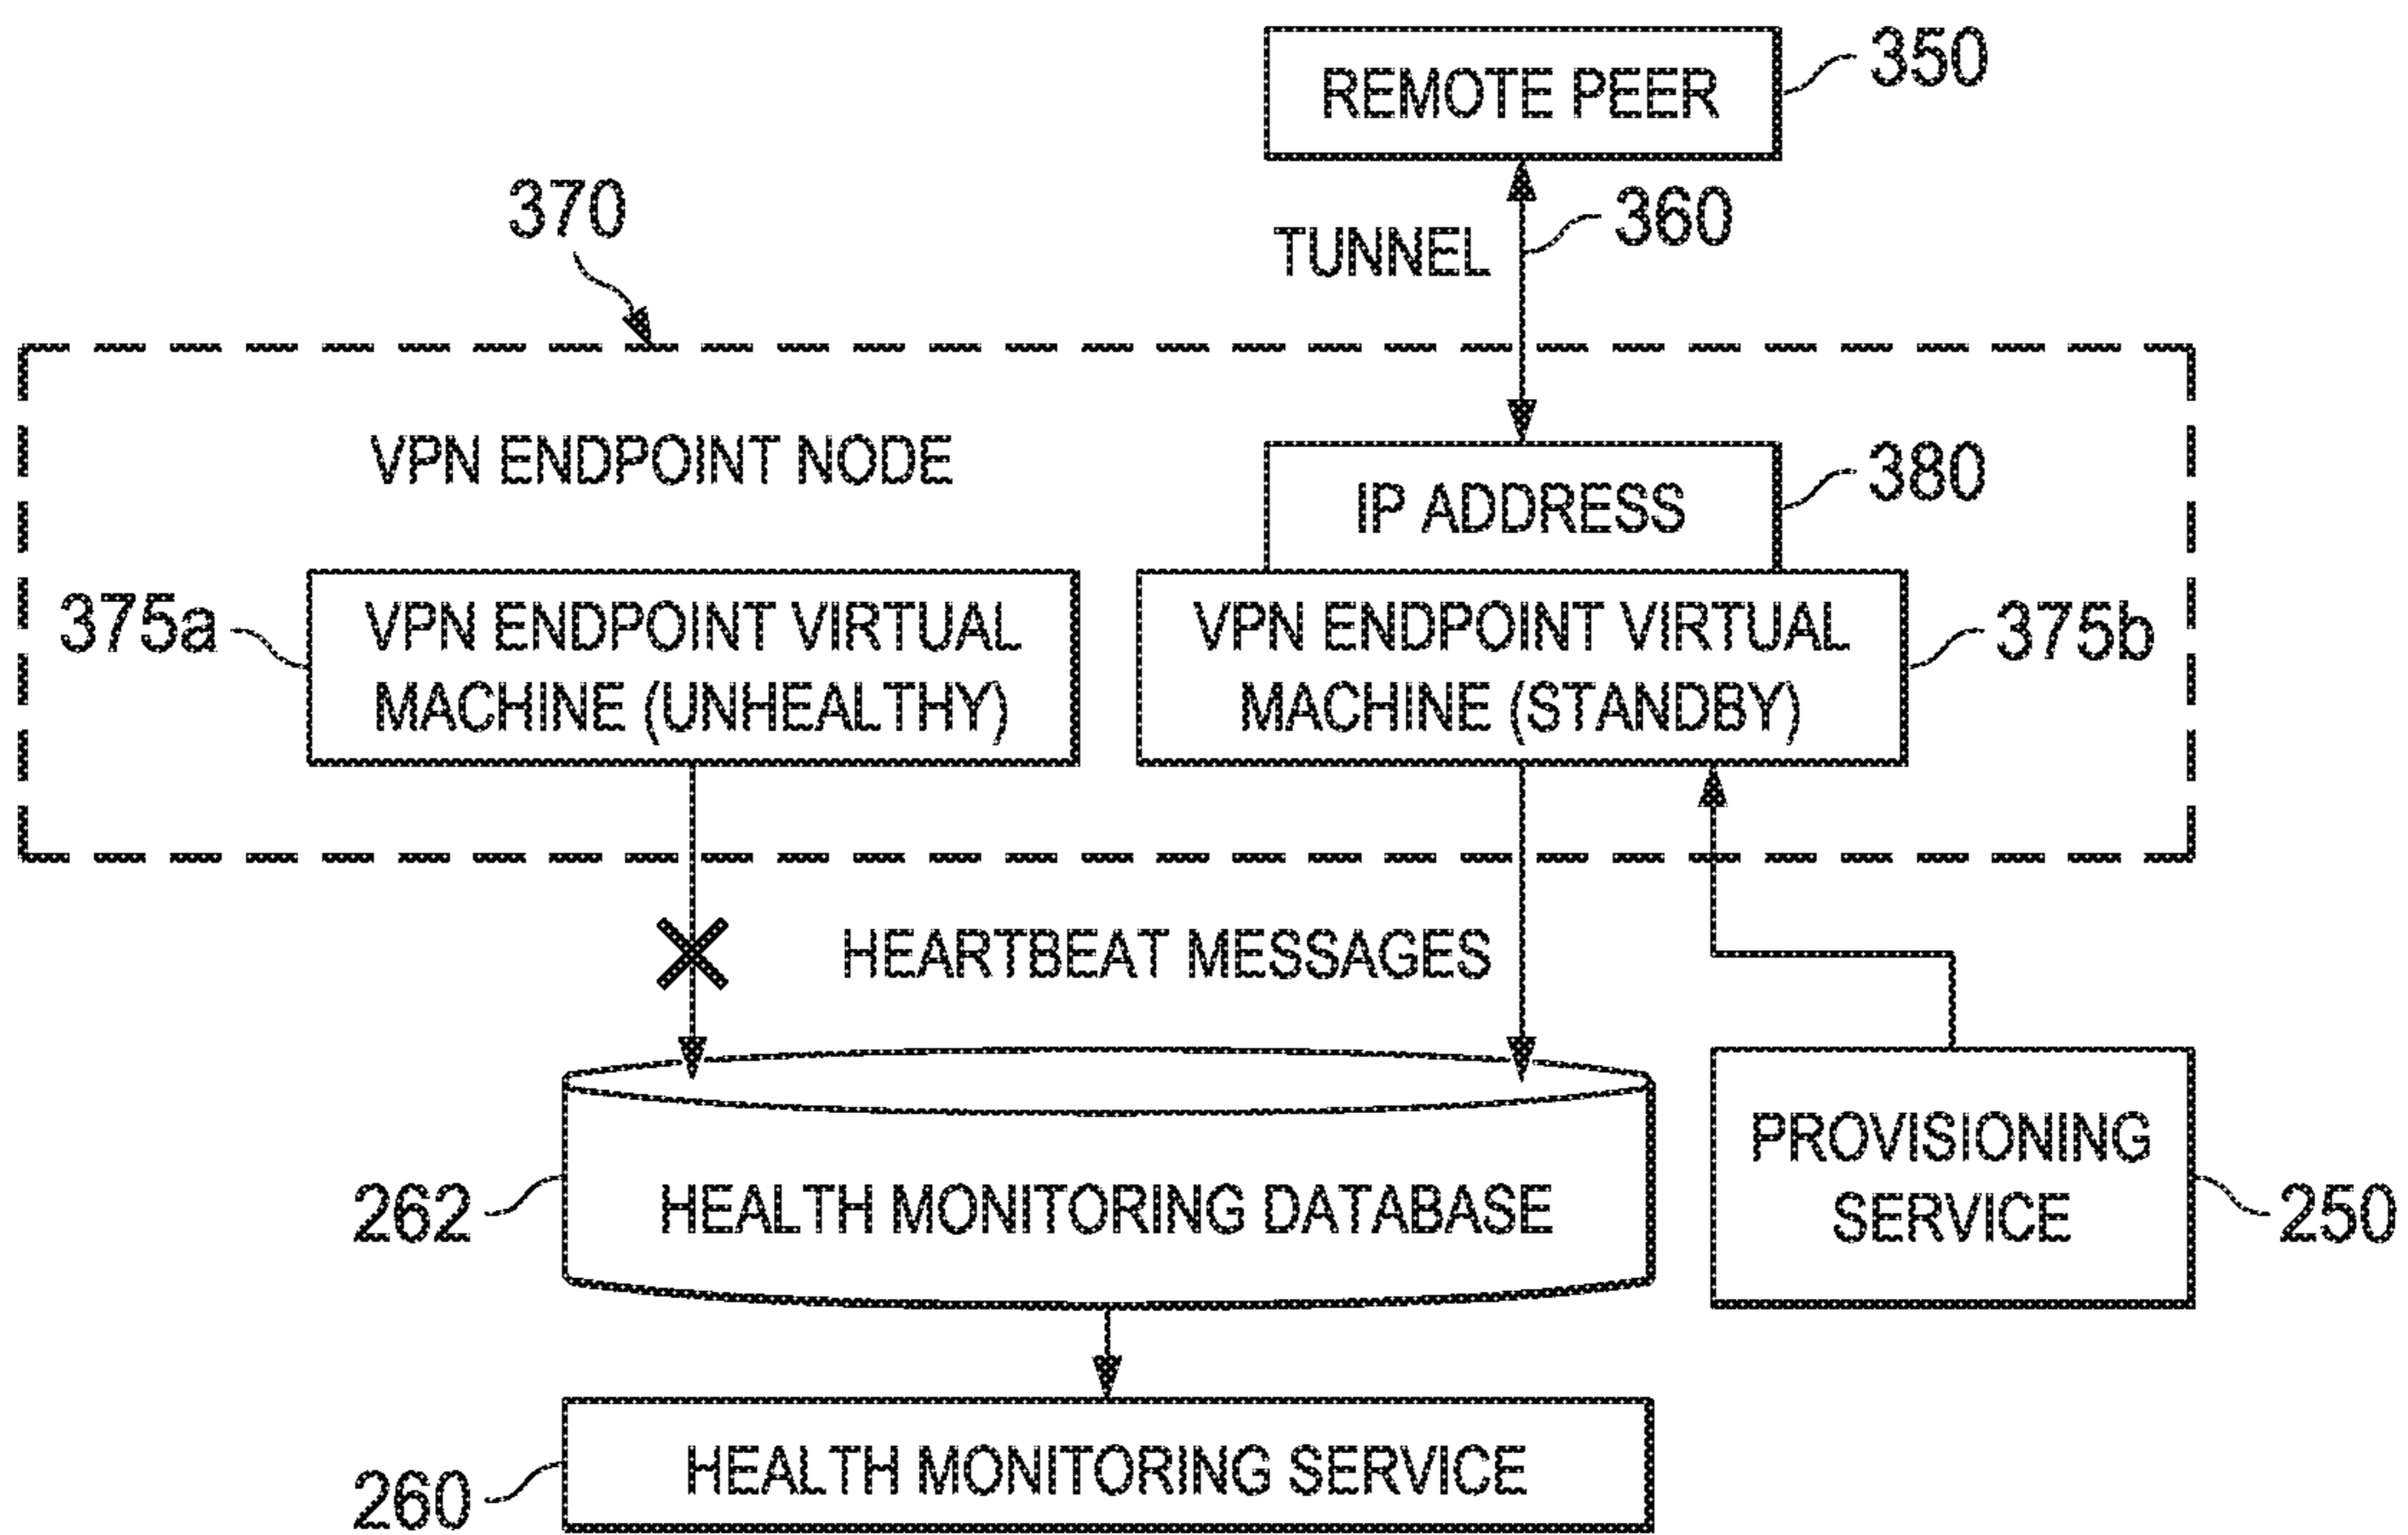 REMOTE PEER
350
370
TUNNEL
360
VPN ENDPOINT NODE
IP ADDRESS
380
375a
VPN ENDPOINT VIRTUAL
MACHINE (UNHEALTHY)
VPN ENDPOINT VIRTUAL
MACHINE (STANDBY)
375b
HEARTBEAT MESSAGES
262
HEALTH MONITORING DATABASE
PROVISIONING
SERVICE
250
260
HEALTH MONITORING SERVICE